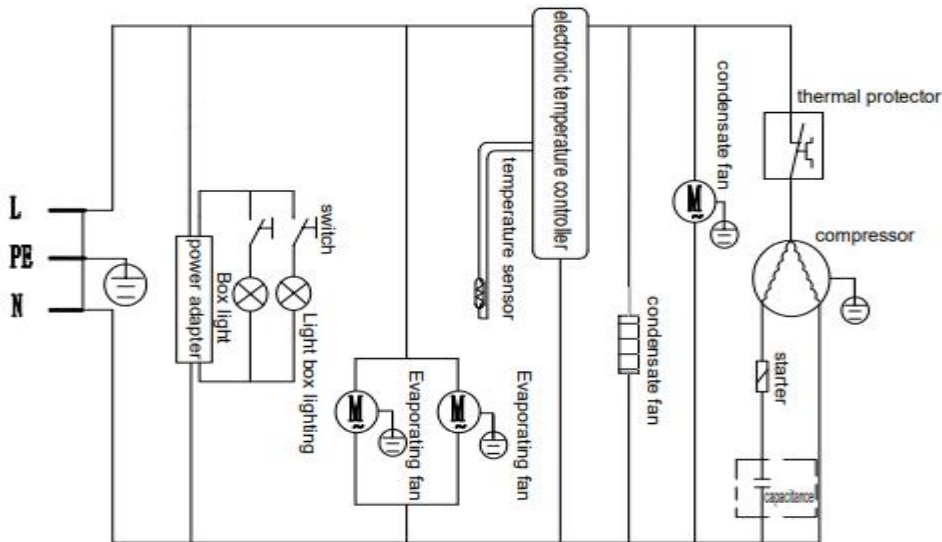 L
PE
N
power adapter
Box light
switch
Light box lighting
M
~
Evaporating fan
M
~
Evaporating fan
temperature sensor
electronic temperature controller
condensate fan
M
~
condensate fan
thermal protector
compressor
starter
capacitance